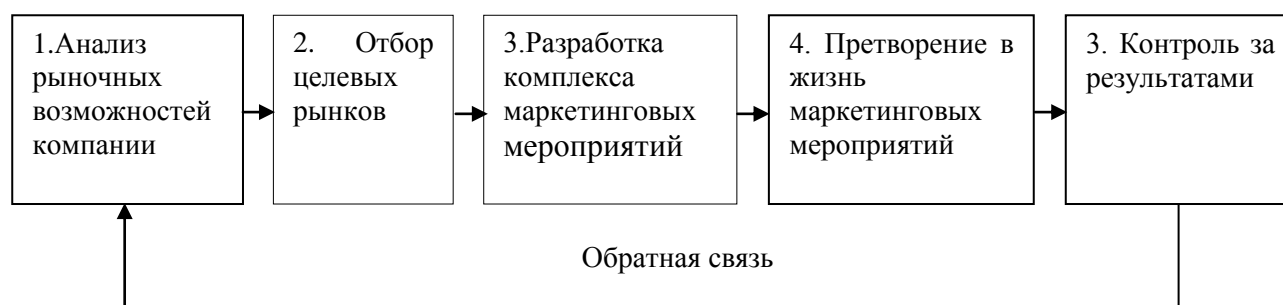 1.Анализ
рыночных
возможностей
компании
2. Отбор
целевых
рынков
3.Разработка
комплекса
маркетинговых
мероприятий
4. Претворение в
жизнь
маркетинговых
мероприятий
3. Контроль за
результатами
Обратная связь